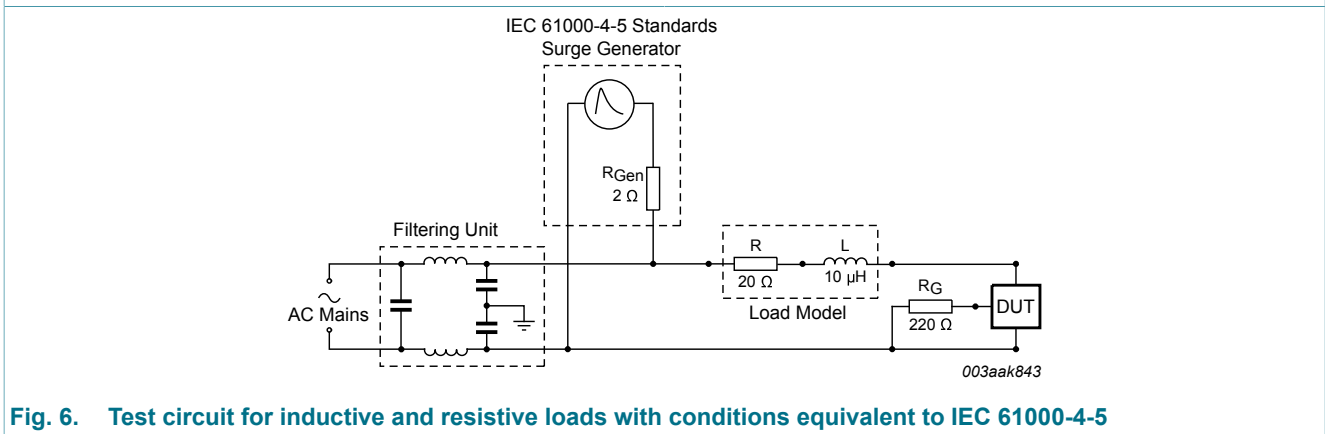 IEC 61000-4-5 Standards
Surge Generator
RGen
2 Ω
Filtering Unit
AC Mains
R
20 Ω
L
10 μH
Load Model
RG
220 Ω
DUT
003aak843
Fig. 6. Test circuit for inductive and resistive loads with conditions equivalent to IEC 61000-4-5